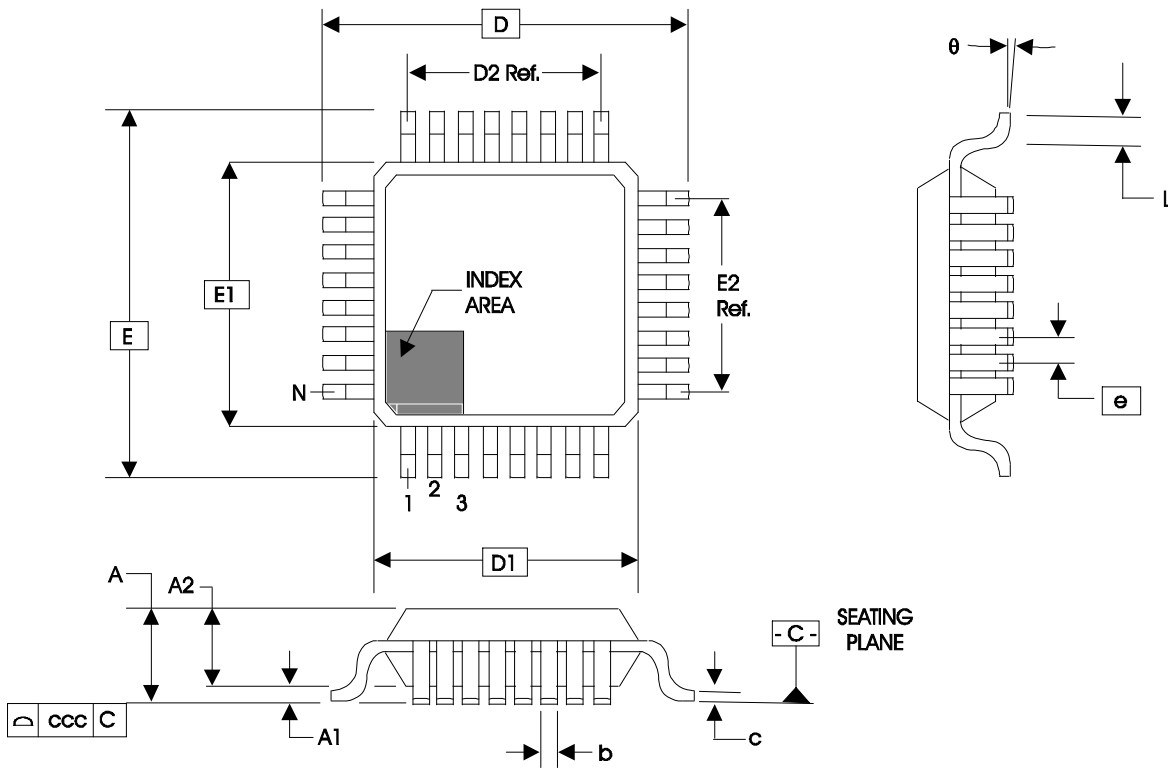 D
D2 Ref.
θ
L
E1
E
INDEX
AREA
E2
Ref.
N
e
1
2
3
D1
A
A2
SEATING
PLANE
- C -
ccc C
A1
b
c